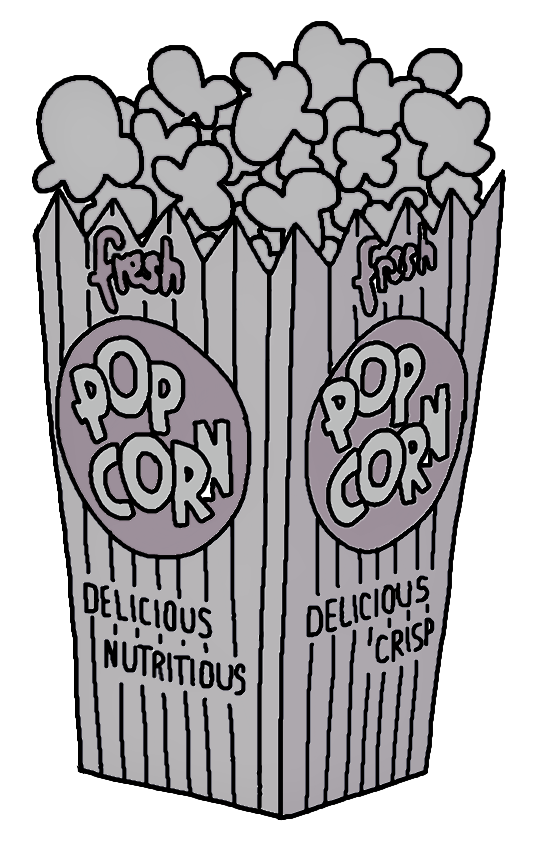 fresh
POP
CORN
DELICIOUS
NUTRITIOUS
fresh
POP
CORN
DELICIOUS
'CRISP